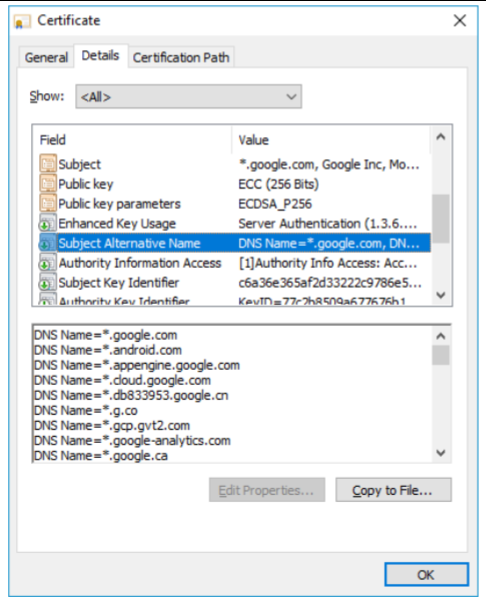 Certificate
General Details Certification Path
Show: <All>
Field Value
Subject *.google.com, Google Inc, Mo...
Public key ECC (256 Bits)
Public key parameters ECDSA_P256
Enhanced Key Usage Server Authentication (1.3.6....
Subject Alternative Name DNS Name=*.google.com, DN...
Authority Information Access [1]Authority Info Access: Acc...
Subject Key Identifier c6a36e365af2d33222c9786e5...
Authority Key Identifier KeyID=77c2b8509a677676b1
DNS Name=*.google.com
DNS Name=*.android.com
DNS Name=*.appengine.google.com
DNS Name=*.cloud.google.com
DNS Name=*.db833953.google.cn
DNS Name=*.g.co
DNS Name=*.gcp.gvt2.com
DNS Name=*.google-analytics.com
DNS Name=*.google.ca
Edit Properties... Copy to File...
OK